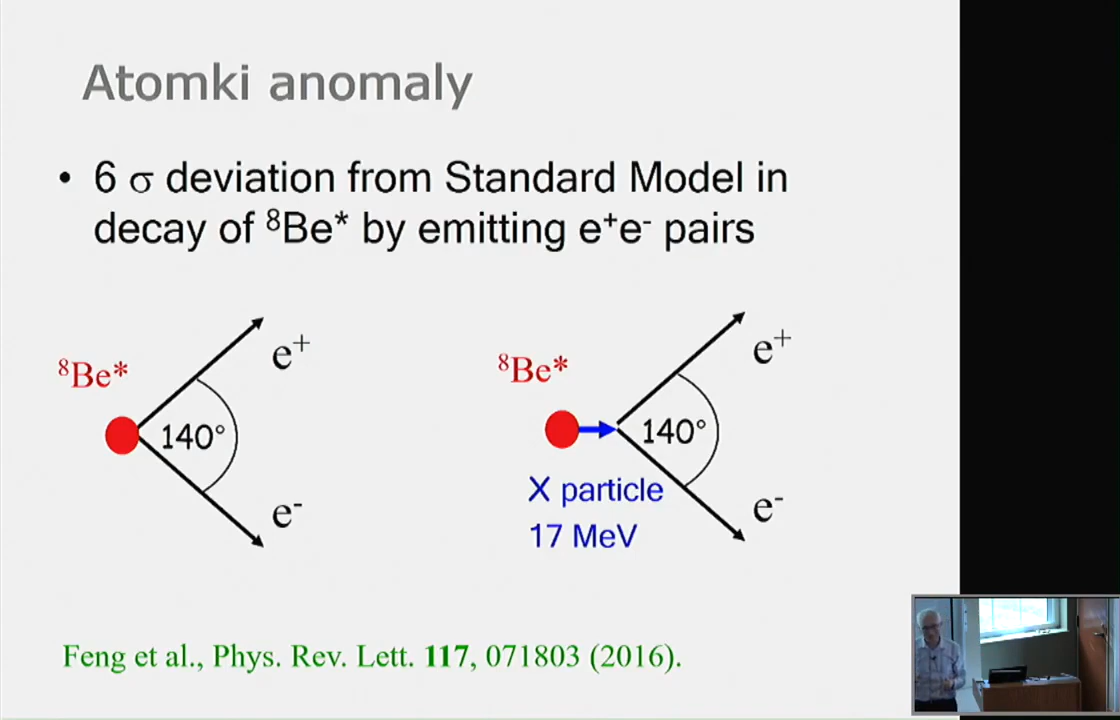 Atomki anomaly
• 6 σ deviation from Standard Model in
decay of ⁸Be* by emitting e⁺e⁻ pairs
⁸Be*
e⁺
140°
e⁻
⁸Be*
e⁺
140°
X particle
17 MeV
e⁻
Feng et al., Phys. Rev. Lett. 117, 071803 (2016).